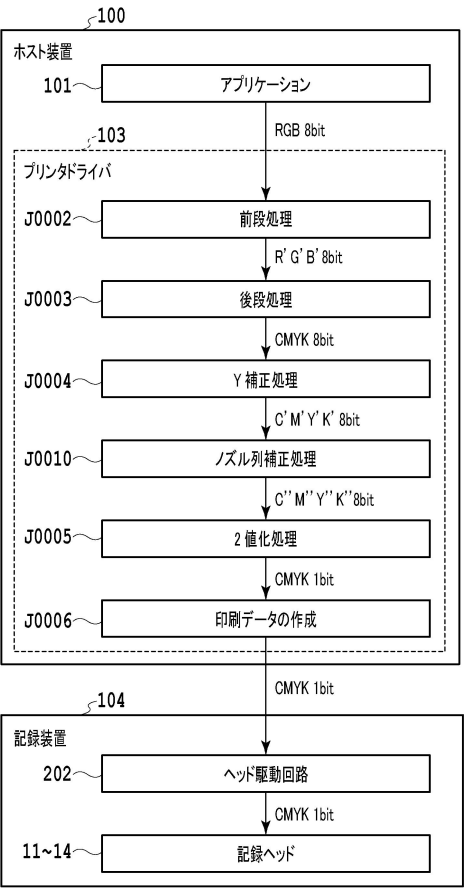 100
ホスト装置
101
アプリケーション
RGB 8bit
103
プリンタドライバ
J0002
前段処理
R'G'B'8bit
J0003
後段処理
CMYK 8bit
J0004
Y補正処理
C'M'Y'K'8bit
J0010
ノズル列補正処理
C''M''Y''K''8bit
J0005
2値化処理
CMYK 1bit
J0006
印刷データの作成
CMYK 1bit
104
記録装置
202
ヘッド駆動回路
CMYK 1bit
11~14
記録ヘッド